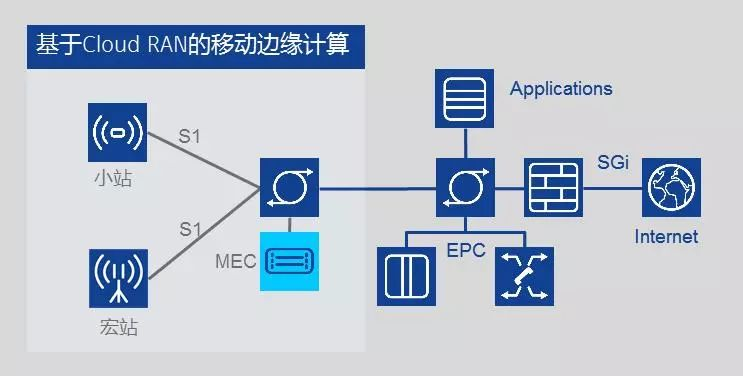 基于Cloud RAN的移动边缘计算
Applications
S1
SGi
小站
S1
MEC
EPC
Internet
宏站